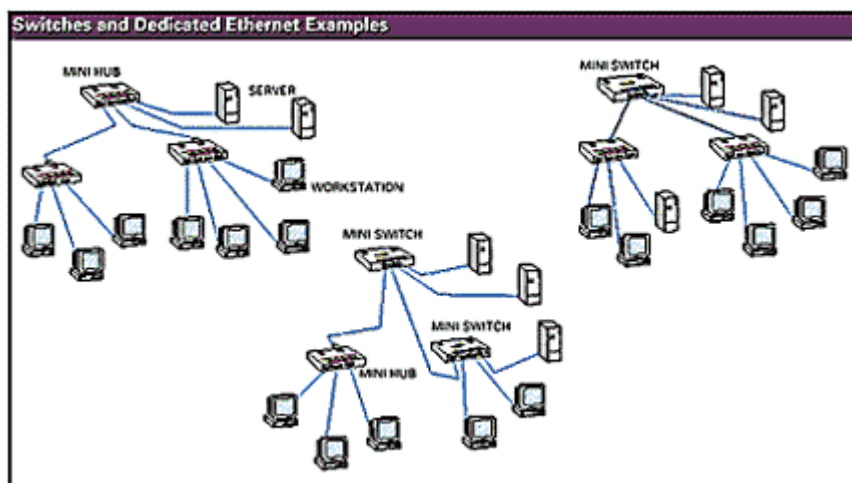 Switches and Dedicated Ethernet Examples
MINI HUB
SERVER
WORKSTATION
MINI SWITCH
MINI SWITCH
MINI SWITCH
MINI HUB